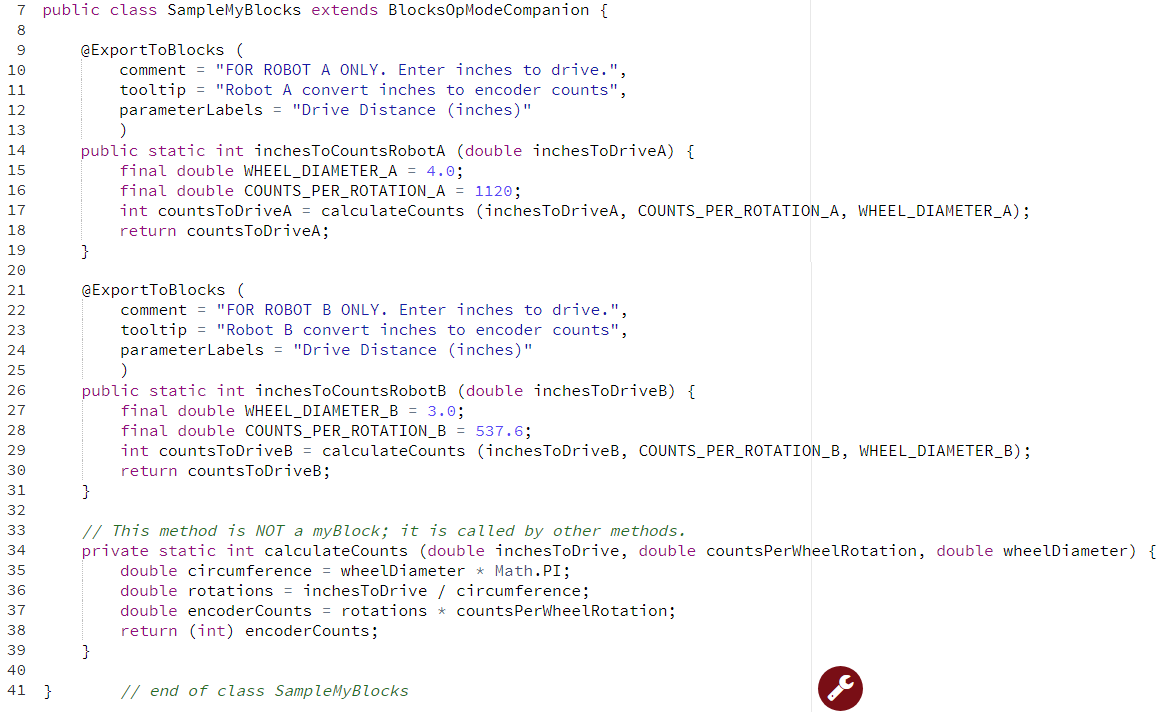 7 public class SampleMyBlocks extends BlocksOpModeCompanion {
8
9     @ExportToBlocks (
10         comment = "FOR ROBOT A ONLY. Enter inches to drive.",
11         tooltip = "Robot A convert inches to encoder counts",
12         parameterLabels = "Drive Distance (inches)"
13         )
14     public static int inchesToCountsRobotA (double inchesToDriveA) {
15         final double WHEEL_DIAMETER_A = 4.0;
16         final double COUNTS_PER_ROTATION_A = 1120;
17         int countsToDriveA = calculateCounts (inchesToDriveA, COUNTS_PER_ROTATION_A, WHEEL_DIAMETER_A);
18         return countsToDriveA;
19     }
20
21     @ExportToBlocks (
22         comment = "FOR ROBOT B ONLY. Enter inches to drive.",
23         tooltip = "Robot B convert inches to encoder counts",
24         parameterLabels = "Drive Distance (inches)"
25         )
26     public static int inchesToCountsRobotB (double inchesToDriveB) {
27         final double WHEEL_DIAMETER_B = 3.0;
28         final double COUNTS_PER_ROTATION_B = 537.6;
29         int countsToDriveB = calculateCounts (inchesToDriveB, COUNTS_PER_ROTATION_B, WHEEL_DIAMETER_B);
30         return countsToDriveB;
31     }
32
33     // This method is NOT a myBlock; it is called by other methods.
34     private static int calculateCounts (double inchesToDrive, double countsPerWheelRotation, double wheelDiameter) {
35         double circumference = wheelDiameter * Math.PI;
36         double rotations = inchesToDrive / circumference;
37         double encoderCounts = rotations * countsPerWheelRotation;
38         return (int) encoderCounts;
39     }
40
41 }       // end of class SampleMyBlocks